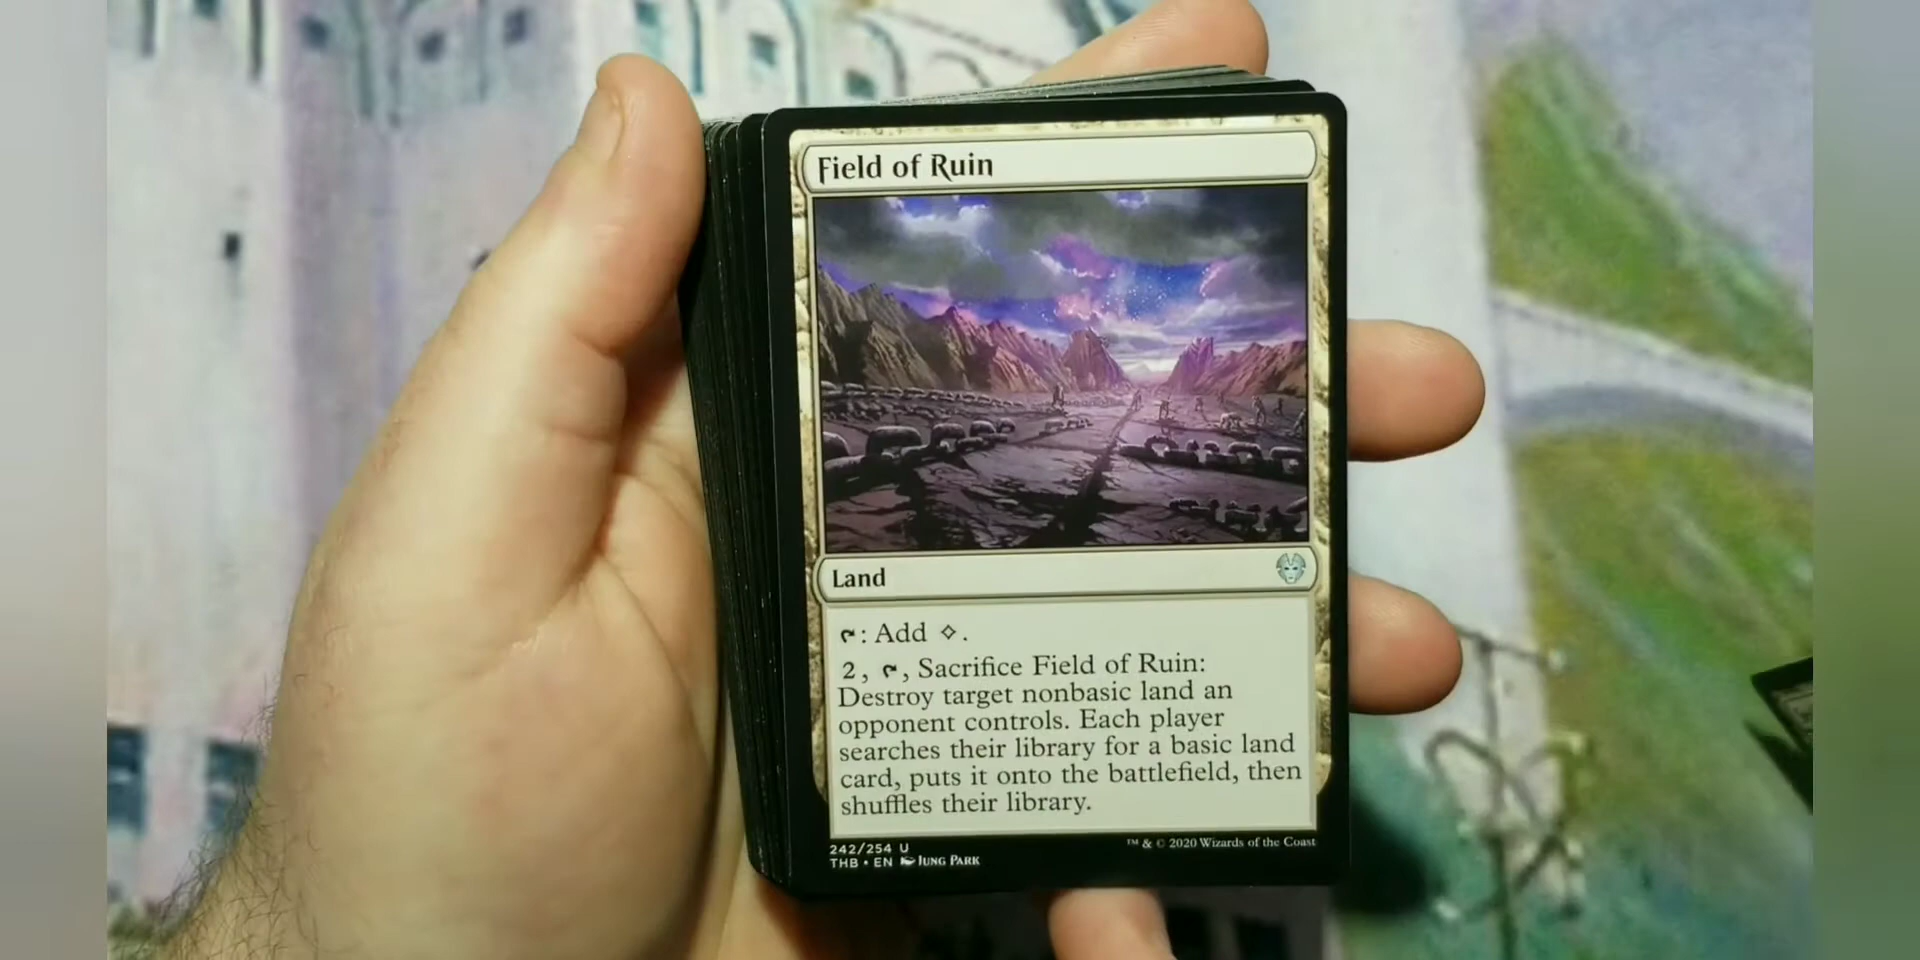 Field of Ruin
Land
: Add .
2, , Sacrifice Field of Ruin:
Destroy target nonbasic land an
opponent controls. Each player
searches their library for a basic land
card, puts it onto the battlefield, then
shuffles their library.
242/254 U
THB • EN Jung Park
™ & © 2020 Wizards of the Coast